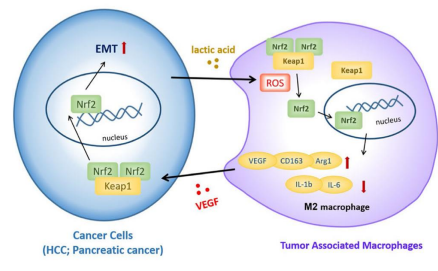 EMT
Nrf2
nucleus
Nrf2 Nrf2
Keap1
Cancer Cells
(HCC; Pancreatic cancer)
lactic acid
VEGF
Nrf2 Nrf2
Keap1
Keap1
ROS
Nrf2
Nrf2
nucleus
VEGF CD163 Arg1
IL-1b IL-6
M2 macrophage
Tumor Associated Macrophages